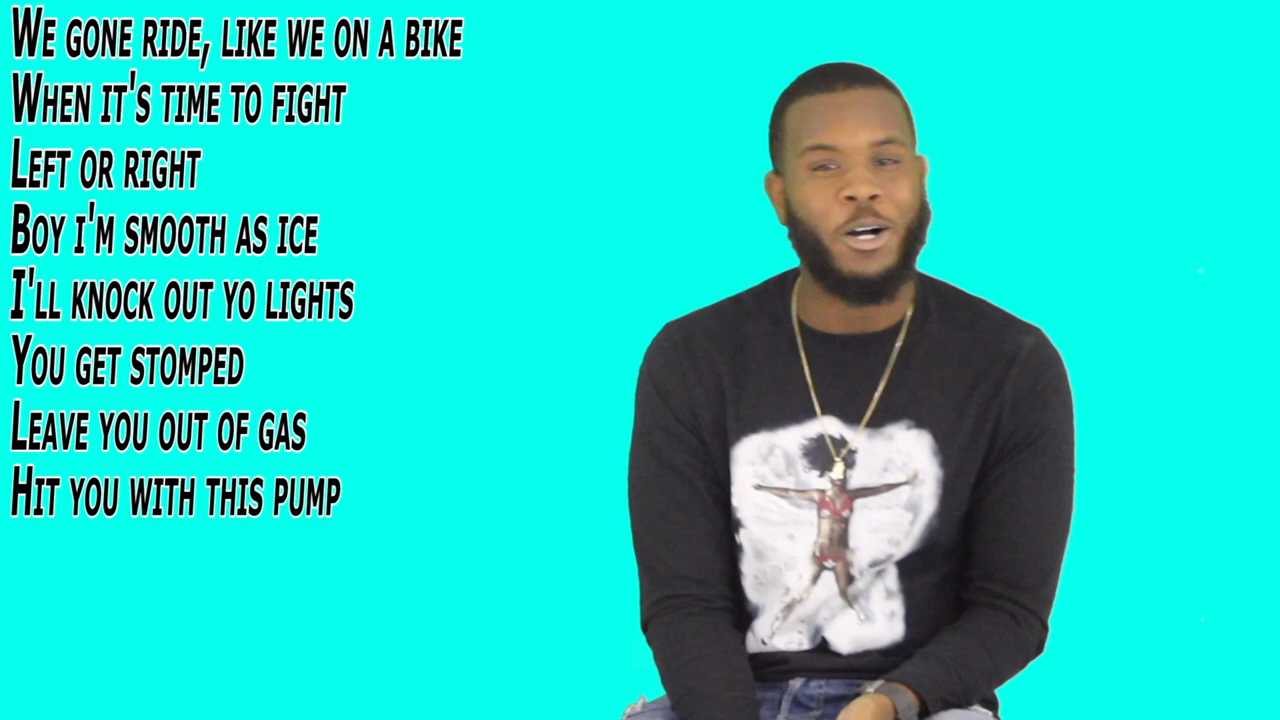 We gone ride, like we on a bike
When it's time to fight
Left or right
Boy i'm smooth as ice
I'll knock out yo lights
You get stomped
Leave you out of gas
Hit you with this pump